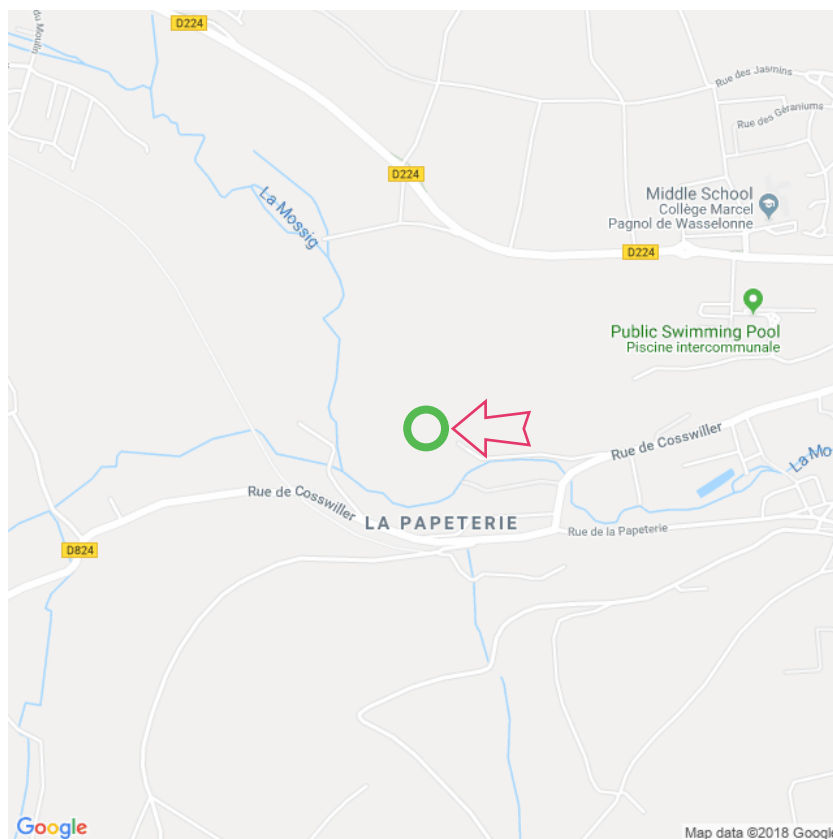 du Moulin
D224
Rue des Jasmins
Rue des Géraniums
D224
Middle School
Collège Marcel
Pagnol de Wasselonne
La Mossig
D224
Public Swimming Pool
Piscine intercommunale
Rue de Cosswiller
La Mo
Rue de Cosswiller
LA PAPETERIE
Rue de la Papeterie
D824
Google
Map data ©2018 Google